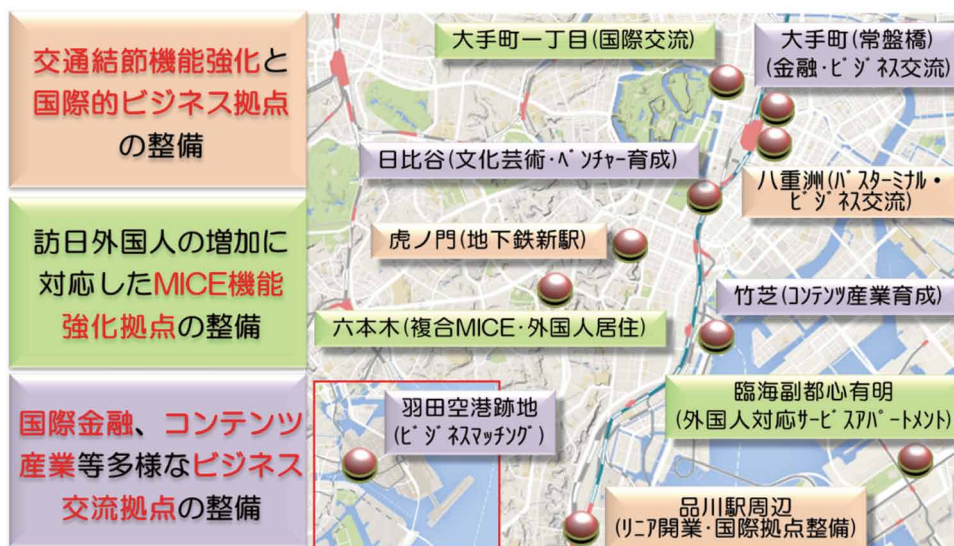 交通結節機能強化と
国際的ビジネス拠点
の整備
訪日外国人の増加に
対応したMICE機能
強化拠点の整備
国際金融、コンテンツ
産業等多様なビジネス
交流拠点の整備
大手町一丁目(国際交流)
大手町(常盤橋)
(金融・ビジネス交流)
日比谷(文化芸術・ベンチャー育成)
八重洲(バスターミナル・
ビジネス交流)
虎ノ門(地下鉄新駅)
竹芝(コンテンツ産業育成)
六本木(複合MICE・外国人居住)
臨海副都心有明
(外国人対応サービスアパートメント)
羽田空港跡地
(ビジネスマッチング)
品川駅周辺
(リニア開業・国際拠点整備)